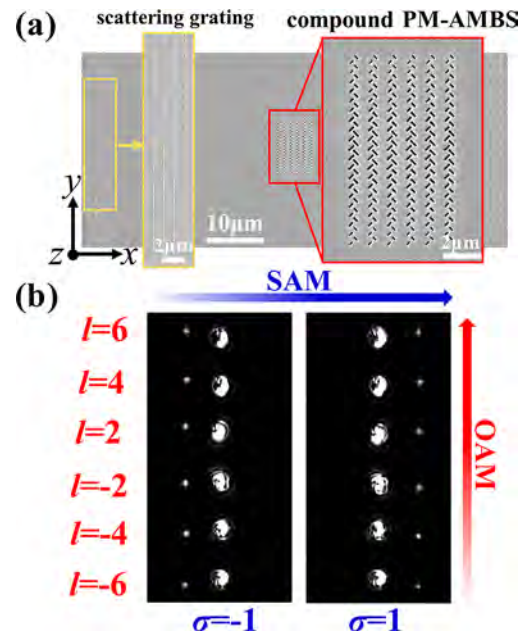 (a) scattering grating compound PM-AMBS
y
z x
2μm
10μm
2μm
(b) SAM
l=6
l=4
l=2
l=-2
l=-4
l=-6
OAM
σ=-1 σ=1